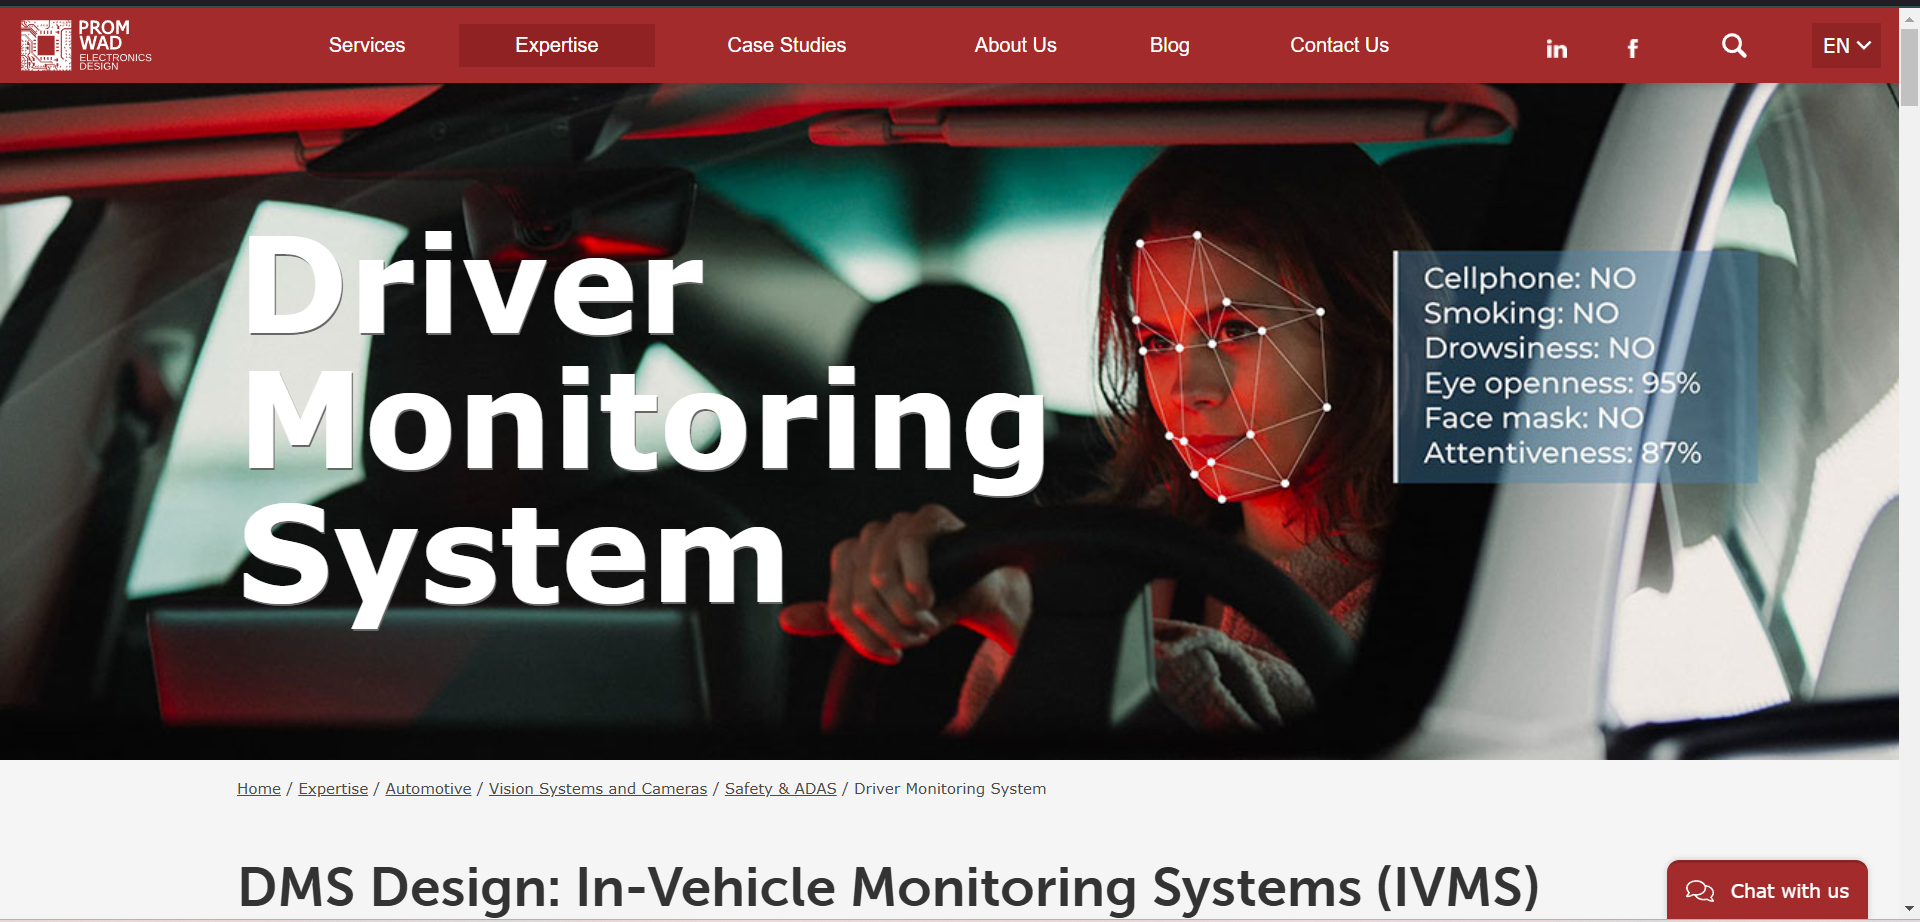 PROM
WAD
ELECTRONICS
DESIGN
Services
Expertise
Case Studies
About Us
Blog
Contact Us
in
f
EN
Driver
Monitoring
System
Cellphone: NO
Smoking: NO
Drowsiness: NO
Eye openness: 95%
Face mask: NO
Attentiveness: 87%
Home / Expertise / Automotive / Vision Systems and Cameras / Safety & ADAS / Driver Monitoring System
DMS Design: In-Vehicle Monitoring Systems (IVMS)
Chat with us